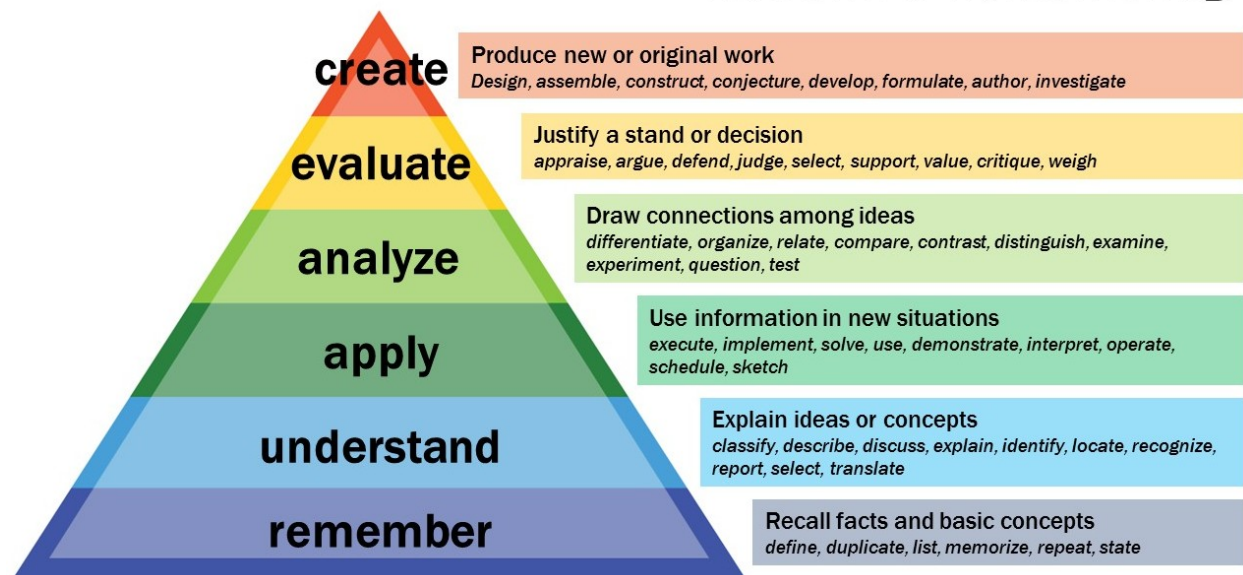 create
Produce new or original work
Design, assemble, construct, conjecture, develop, formulate, author, investigate
evaluate
Justify a stand or decision
appraise, argue, defend, judge, select, support, value, critique, weigh
analyze
Draw connections among ideas
differentiate, organize, relate, compare, contrast, distinguish, examine,
experiment, question, test
apply
Use information in new situations
execute, implement, solve, use, demonstrate, interpret, operate,
schedule, sketch
understand
Explain ideas or concepts
classify, describe, discuss, explain, identify, locate, recognize,
report, select, translate
remember
Recall facts and basic concepts
define, duplicate, list, memorize, repeat, state